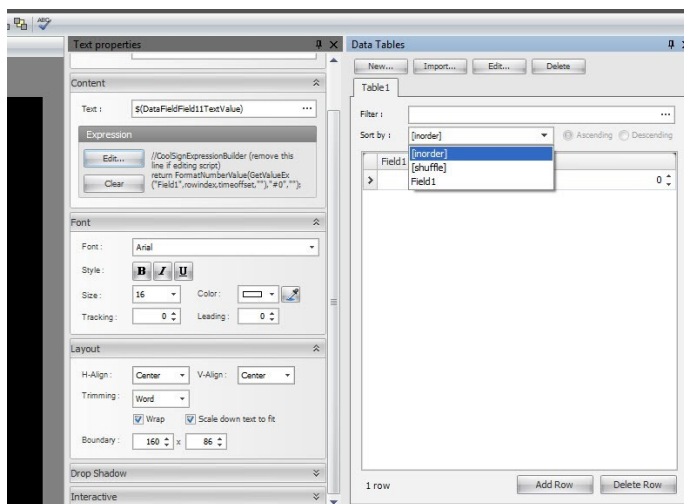 ABC
Text properties
Content
Text :
$(DataFieldField11TextValue)
...
Expression
Edit...
Clear
//CoolSignExpressionBuilder (remove this
line if editing script)
return FormatNumberValue(GetValueEx
("Field1",rowindex,timeoffset,""),"#0","");
Font
Font :
Arial
Style :
B I U
Size :
16
Color :
Tracking :
0
Leading :
0
Layout
H-Align :
Center
V-Align :
Center
Trimming :
Word
Wrap
Scale down text to fit
Boundary :
160 x 86
Drop Shadow
Interactive
Data Tables
New... Import... Edit... Delete
Table1
Filter :
...
Sort by :
[inorder]
Ascending Descending
[inorder]
[shuffle]
Field1
Field1
0
1 row
Add Row Delete Row